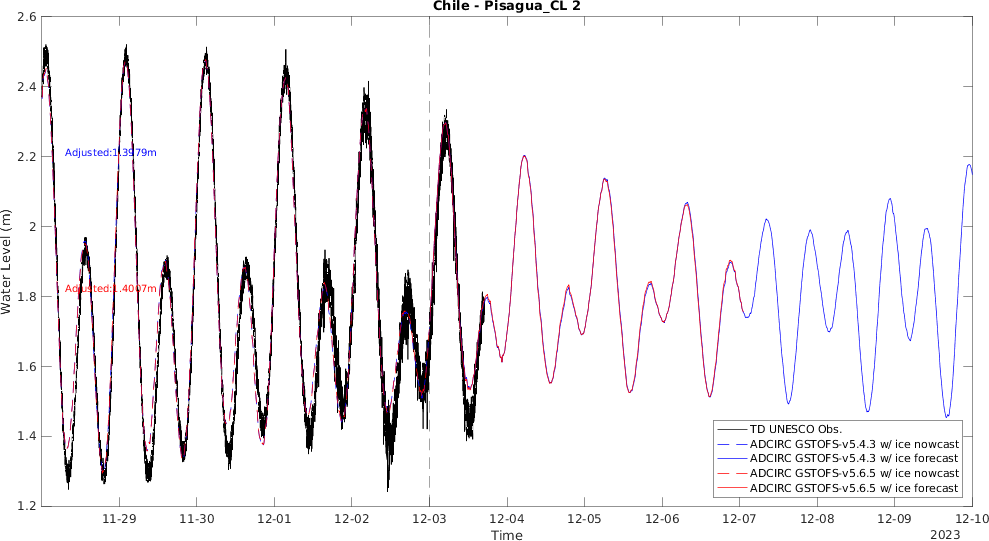 Chile - Pisagua_CL 2
2.6
2.4
2.2
2
1.8
1.6
1.4
1.2
Water Level (m)
Adjusted:1.3979m
Adjusted:1.4007m
TD UNESCO Obs.
ADCIRC GSTOFS-v5.4.3 w/ ice nowcast
ADCIRC GSTOFS-v5.4.3 w/ ice forecast
ADCIRC GSTOFS-v5.6.5 w/ ice nowcast
ADCIRC GSTOFS-v5.6.5 w/ ice forecast
11-29 11-30 12-01 12-02 12-03 12-04 12-05 12-06 12-07 12-08 12-09 12-10
Time
2023